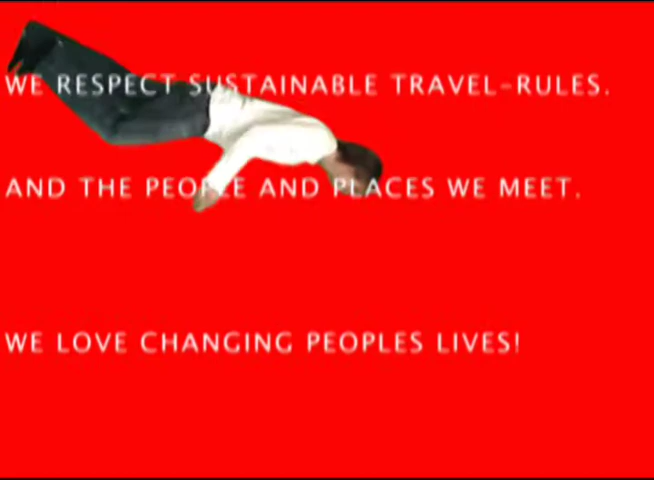 WE RESPECT SUSTAINABLE TRAVEL-RULES.
AND THE PEOPLE AND PLACES WE MEET.
WE LOVE CHANGING PEOPLES LIVES!